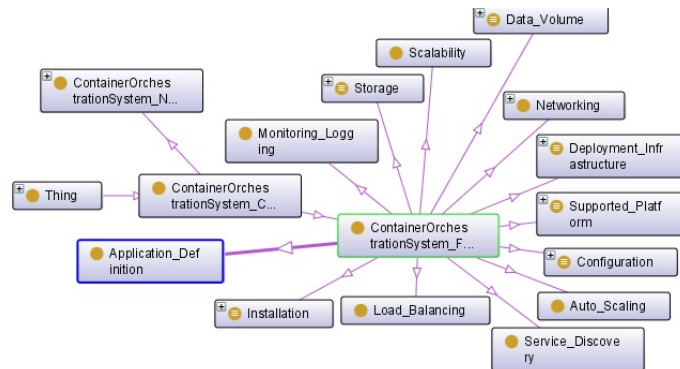 Data_Volume
Scalability
ContainerOrches
trationSystem_N...
Storage
Networking
Monitoring_Logg
ing
Deployment_Infr
astructure
Thing
ContainerOrches
trationSystem_C...
Supported_Platf
orm
ContainerOrches
trationSystem_F...
Application_Def
inition
Configuration
Installation
Load_Balancing
Auto_Scaling
Service_Discove
ry